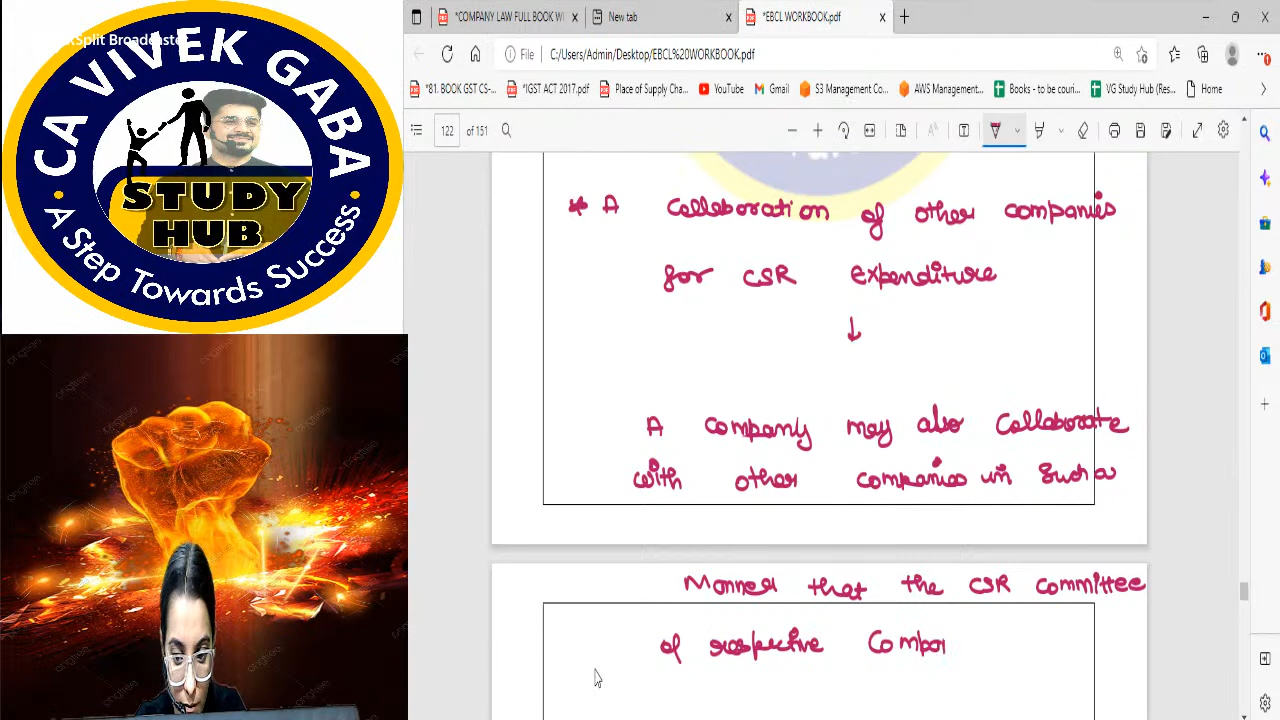 XSplit Broadcaster
CA VIVEK GABA
STUDY
HUB
A Step Towards Success
*COMPANY LAW FULL BOOK (WI
New tab
*EBCL WORKBOOK.pdf
File
C:/Users/Admin/Desktop/EBCL%20WORKBOOK.pdf
*81. BOOK GST CS-...
*IGST ACT 2017.pdf
Place of Supply.Cha...
YouTube
Gmail
S3 Management Co...
AWS Management...
Books - to be couri...
VG Study Hub (Res...
Home
122 of 151
* A Collaboration of other companies
for CSR Expenditure
↓
A company may also Collaborate
with other companies in such a
Manner that the CSR committee
of respective Compan